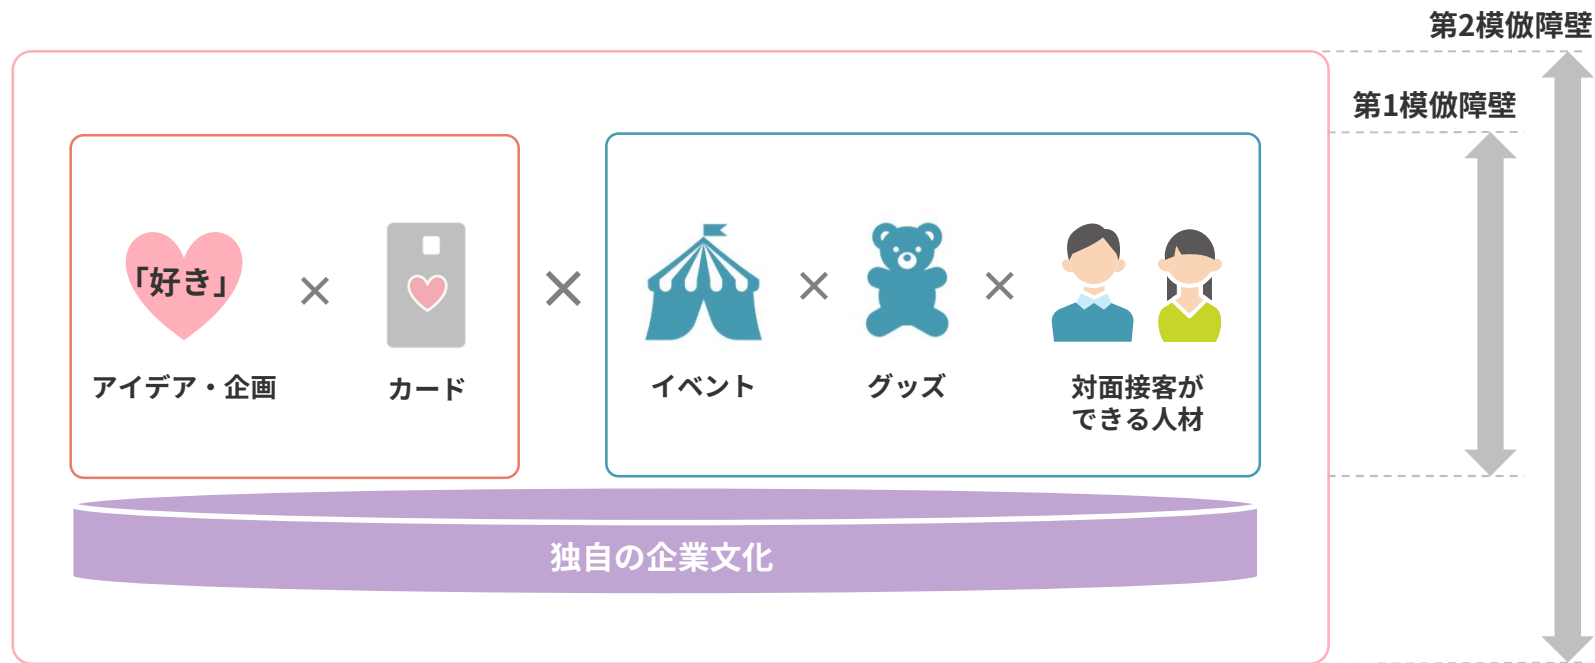 第2模倣障壁
第1模倣障壁
「好き」
×
×
×
×
アイデア・企画
カード
イベント
グッズ
対面接客が
できる人材
独自の企業文化